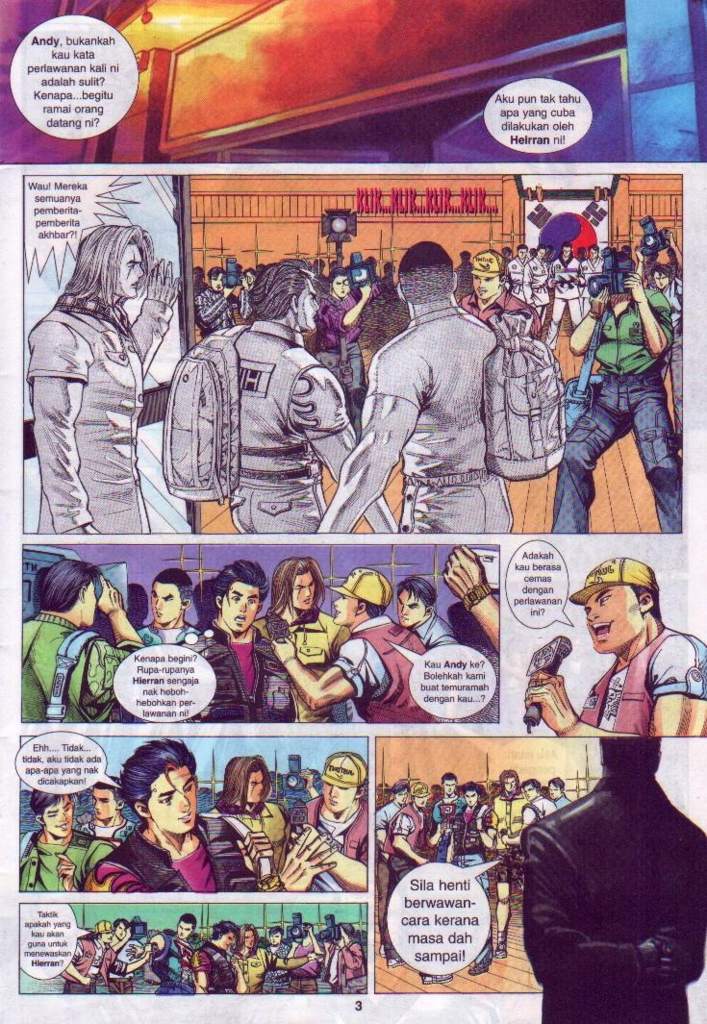 Andy, bukankah
kau kata
perlawanan kali ni
adalah sulit?
Kenapa...begitu
ramai orang
datang ni?
Aku pun tak tahu
apa yang cuba
dilakukan oleh
Heirran ni!
Wau! Mereka
semuanya
pemberita-
pemberita
akhbar?!
KLIK...KLIK...KLIK...KLIK...
Kenapa begini?
Rupa-rupanya
Hierran sengaja
nak heboh-
hebohkan per-
lawanan ni!
Kau Andy ke?
Bolehkah kami
buat temuramah
dengan kau...?
Adakah
kau berasa
cemas
dengan
perlawanan
ini?
Ehh.... Tidak...
tidak, aku tidak ada
apa-apa yang nak
dicakapkan!
Sila henti
berwawan-
cara kerana
masa dah
sampai!
Taktik
apakah yang
kau akan
guna untuk
menewaskan
Hierran?
3